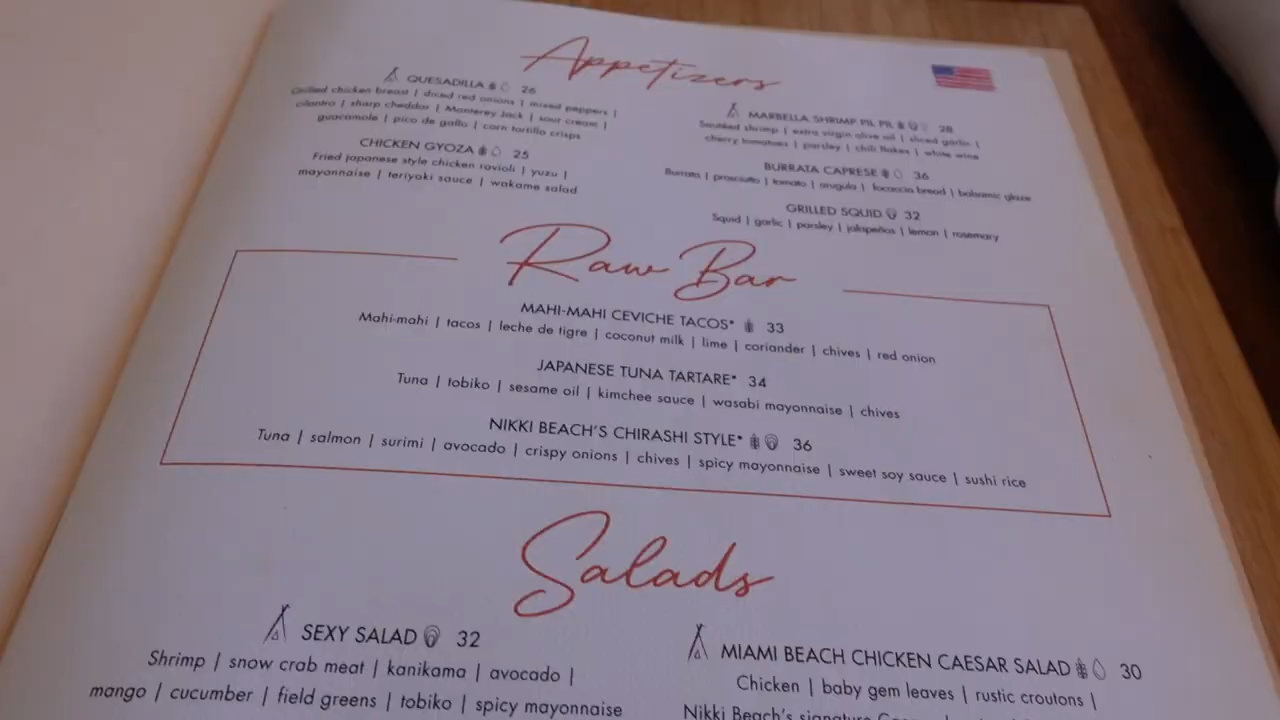 Appetizers
QUESADILLA 26
Grilled chicken breast | diced red onions | mixed peppers |
cilantro | sharp cheddar | Monterey Jack | sour cream |
guacamole | pico de gallo | corn tortilla crisps
CHICKEN GYOZA 25
Fried japanese style chicken ravioli | yuzu |
mayonnaise | teriyaki sauce | wakame salad
MARBELLA SHRIMP PIL PIL 28
Sautéed shrimp | extra virgin olive oil | sliced garlic |
cherry tomatoes | parsley | chili flakes | white wine
BURRATA CAPRESE 36
Burrata | prosciutto | tomato | arugula | focaccia bread | balsamic glaze
GRILLED SQUID 32
Squid | garlic | parsley | jalapeños | lemon | rosemary
Raw Bar
MAHI-MAHI CEVICHE TACOS* 33
Mahi-mahi | tacos | leche de tigre | coconut milk | lime | coriander | chives | red onion
JAPANESE TUNA TARTARE* 34
Tuna | tobiko | sesame oil | kimchee sauce | wasabi mayonnaise | chives
NIKKI BEACH'S CHIRASHI STYLE* 36
Tuna | salmon | surimi | avocado | crispy onions | chives | spicy mayonnaise | sweet soy sauce | sushi rice
Salads
SEXY SALAD 32
Shrimp | snow crab meat | kanikama | avocado |
mango | cucumber | field greens | tobiko | spicy mayonnaise
MIAMI BEACH CHICKEN CAESAR SALAD 30
Chicken | baby gem leaves | rustic croutons |
Nikki Beach's signature